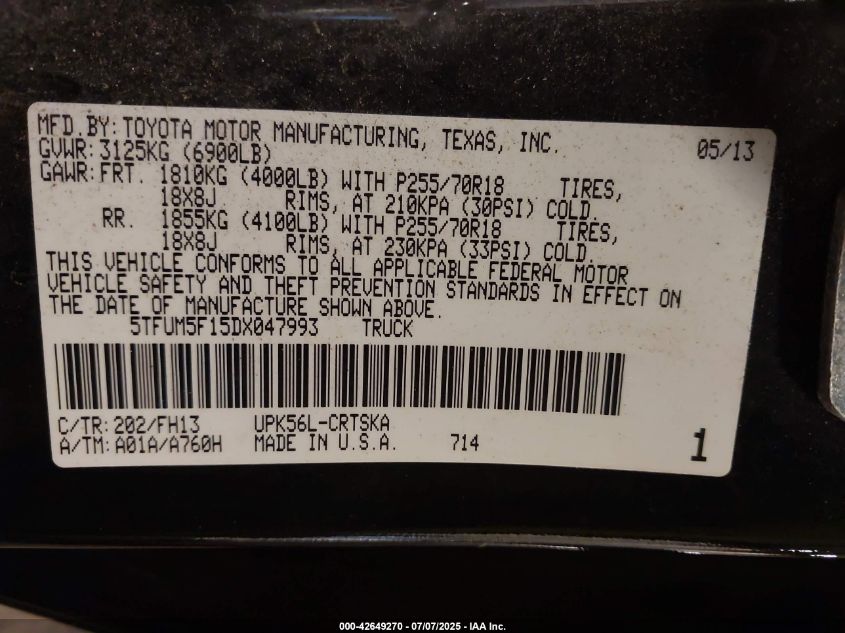 MFD.BY: TOYOTA MOTOR MANUFACTURING, TEXAS, INC. 05/13
GVWR: 3125KG (6900LB)
GAWR: FRT. 1810KG (4000LB) WITH P255/70R18 TIRES,
18X8J RIMS, AT 210KPA (30PSI) COLD.
RR. 1855KG (4100LB) WITH P255/70R18 TIRES,
18X8J RIMS, AT 230KPA (33PSI) COLD.
THIS VEHICLE CONFORMS TO ALL APPLICABLE FEDERAL MOTOR
VEHICLE SAFETY AND THEFT PREVENTION STANDARDS IN EFFECT ON
THE DATE OF MANUFACTURE SHOWN ABOVE.
5TFUM5F15DX047993 TRUCK
C/TR: 202/FH13 UPK56L-CRTSKA
A/TM: A01A/A760H MADE IN U.S.A. 714 1
000-42649270 - 07/07/2025 - IAA Inc.